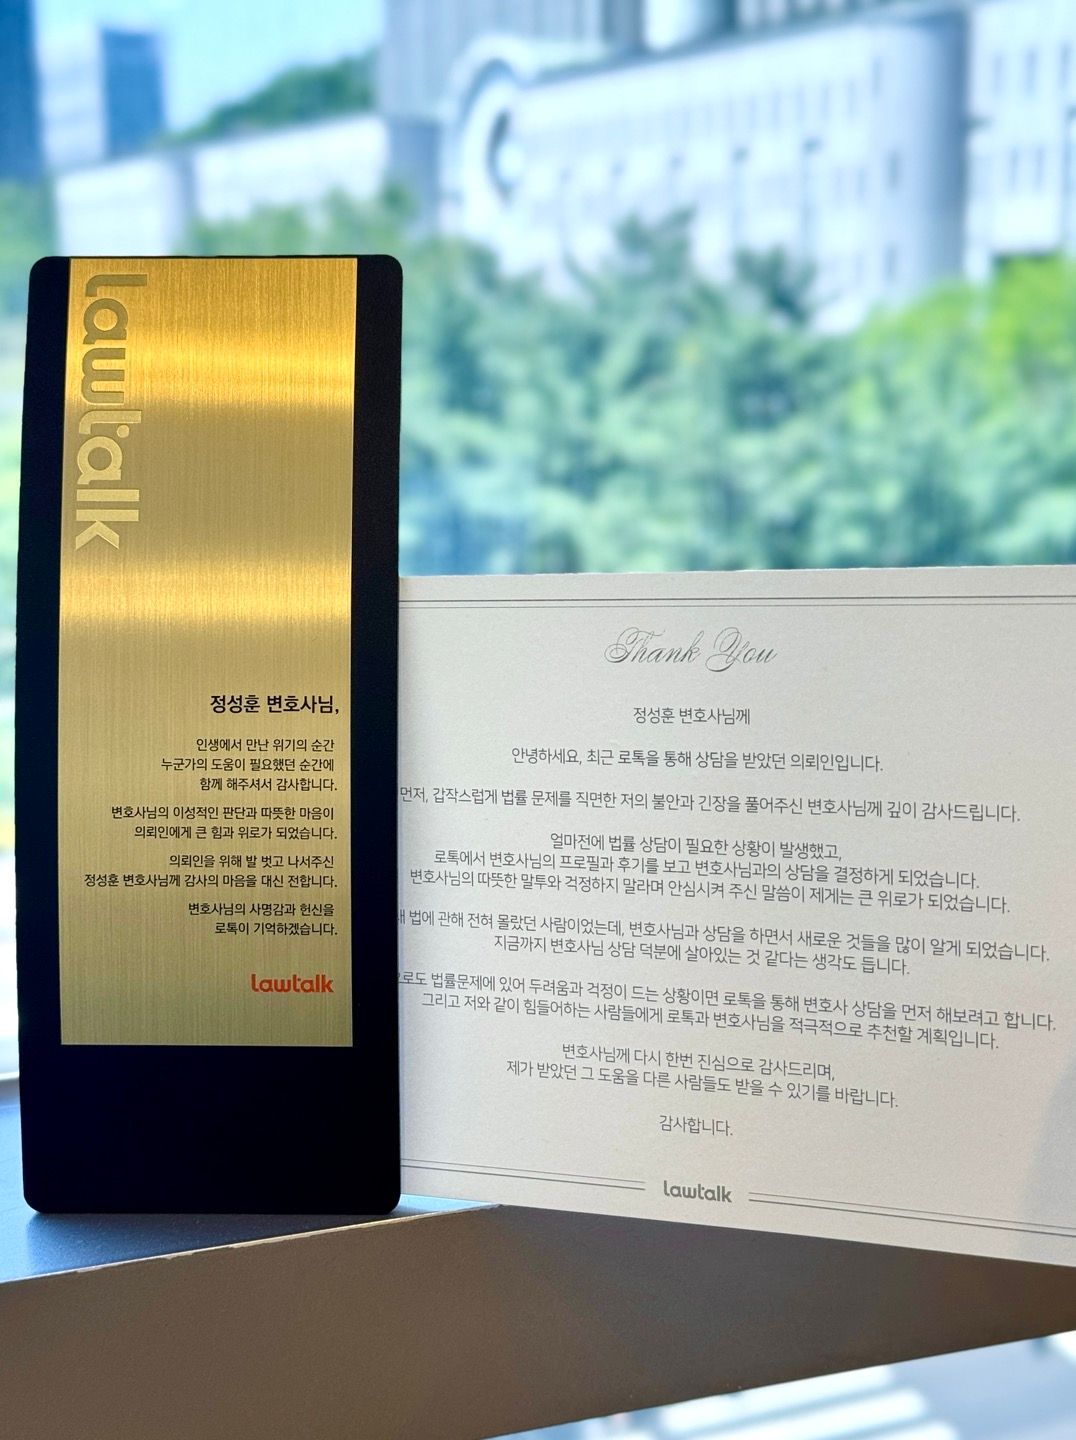 lawtalk
정성훈 변호사님,
인생에서 만난 위기의 순간
누군가의 도움이 필요했던 순간에
함께 해주셔서 감사합니다.
변호사님의 이성적인 판단과 따뜻한 마음이
의뢰인에게 큰 힘과 위로가 되었습니다.
의뢰인을 위해 발 벗고 나서주신
정성훈 변호사님께 감사의 마음을 대신 전합니다.
변호사님의 사명감과 헌신을
로톡이 기억하겠습니다.
lawtalk
Thank You
정성훈 변호사님께
안녕하세요, 최근 로톡을 통해 상담을 받았던 의뢰인입니다.
먼저, 갑작스럽게 법률 문제를 직면한 저의 불안과 긴장을 풀어주신 변호사님께 깊이 감사드립니다.
얼마전에 법률 상담이 필요한 상황이 발생했고,
로톡에서 변호사님의 프로필과 후기를 보고 변호사님과의 상담을 결정하게 되었습니다.
변호사님의 따뜻한 말투와 걱정하지 말라며 안심시켜 주신 말씀이 제게는 큰 위로가 되었습니다.
법에 관해 전혀 몰랐던 사람이었는데, 변호사님과 상담을 하면서 새로운 것들을 많이 알게 되었습니다.
지금까지 변호사님 상담 덕분에 살아있는 것 같다는 생각도 듭니다.
법률문제에 있어 두려움과 걱정이 드는 상황이면 로톡을 통해 변호사 상담을 먼저 해보려고 합니다.
그리고 저와 같이 힘들어하는 사람들에게 로톡과 변호사님을 적극적으로 추천할 계획입니다.
변호사님께 다시 한번 진심으로 감사드리며,
제가 받았던 그 도움을 다른 사람들도 받을 수 있기를 바랍니다.
감사합니다.
lawtalk